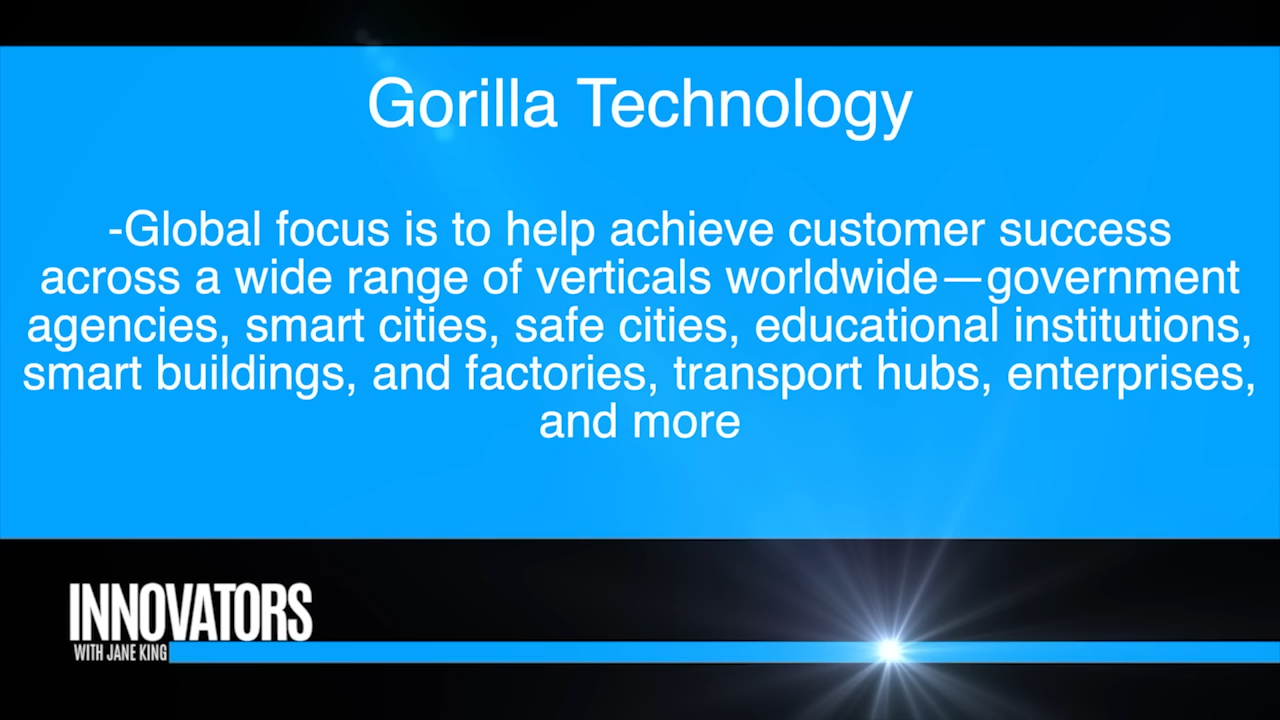 Gorilla Technology
-Global focus is to help achieve customer success
across a wide range of verticals worldwide—government
agencies, smart cities, safe cities, educational institutions,
smart buildings, and factories, transport hubs, enterprises,
and more
INNOVATORS
WITH JANE KING